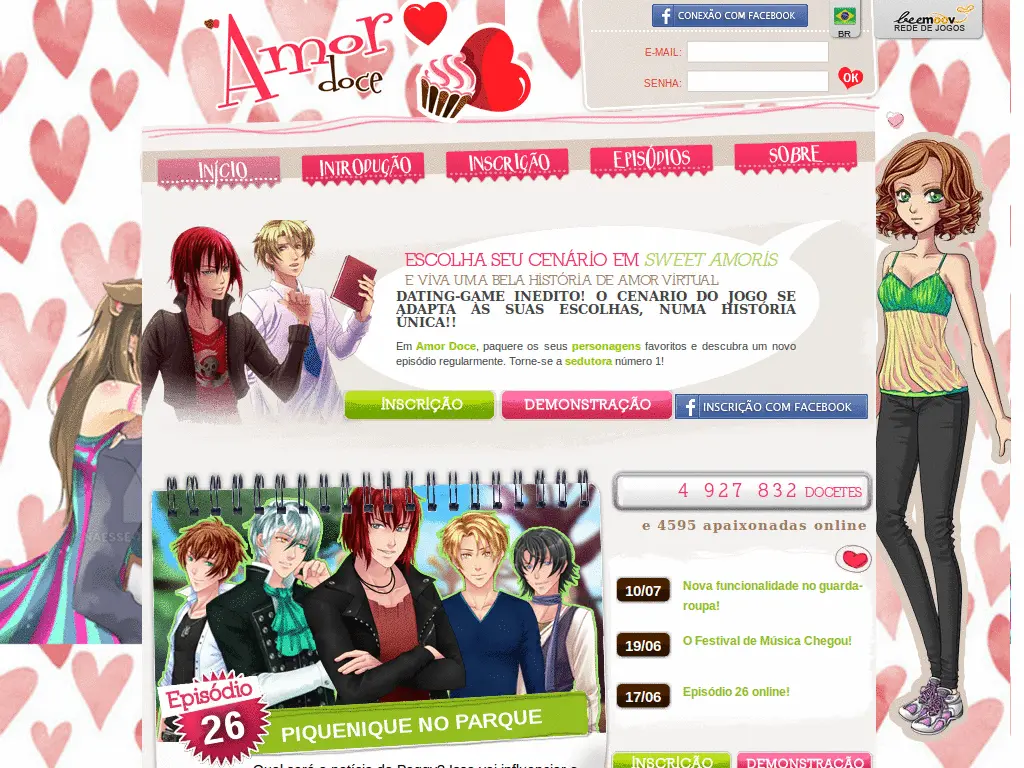 Amor
doce
CONEXÃO COM FACEBOOK
BR
beemoov
REDE DE JOGOS
E-MAIL:
SENHA:
OK
INÍCIO
INTRODUÇÃO
INSCRIÇÃO
EPISÓDIOS
SOBRE
ESCOLHA SEU CENÁRIO EM SWEET AMORIS
E VIVA UMA BELA HISTÓRIA DE AMOR VIRTUAL
DATING-GAME INEDITO! O CENARIO DO JOGO SE
ADAPTA ÀS SUAS ESCOLHAS, NUMA HISTÓRIA
ÚNICA!!
Em Amor Doce, paquere os seus personagens favoritos e descubra um novo
episódio regularmente. Torne-se a sedutora número 1!
INSCRIÇÃO
DEMONSTRAÇÃO
INSCRIÇÃO COM FACEBOOK
4 927 832 DOCETES
e 4595 apaixonadas online
10/07
Nova funcionalidade no guarda-
roupa!
19/06
O Festival de Música Chegou!
17/06
Episódio 26 online!
Episódio
26
PIQUENIQUE NO PARQUE
INSCRIÇÃO
DEMONSTRAÇÃO